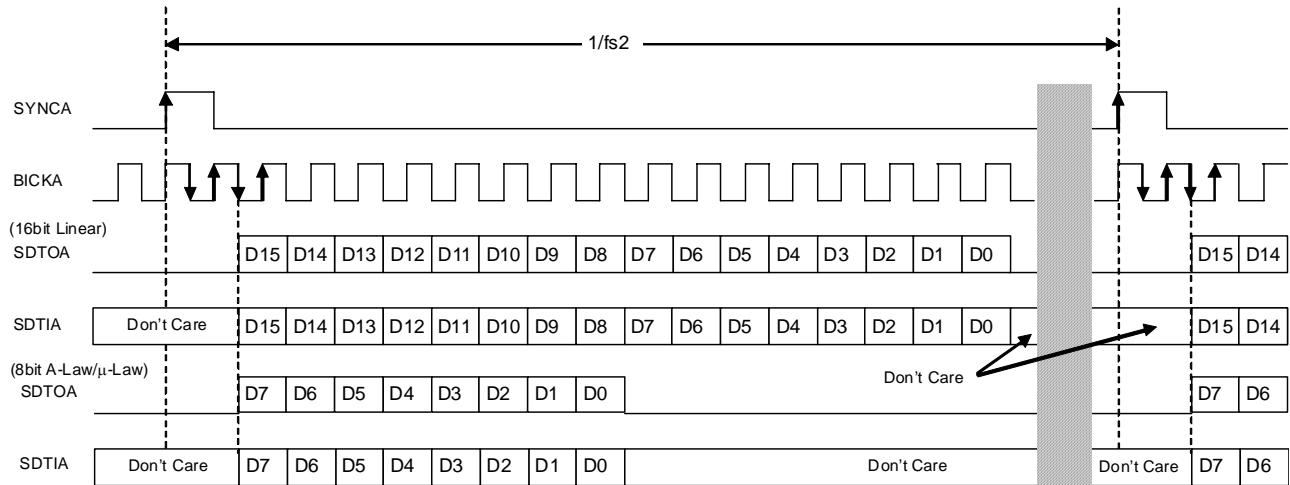 1/fs2
SYNCA
BICKA
(16bit Linear)
SDTOA
D15 D14 D13 D12 D11 D10 D9 D8 D7 D6 D5 D4 D3 D2 D1 D0 D15 D14
SDTIA
Don't Care D15 D14 D13 D12 D11 D10 D9 D8 D7 D6 D5 D4 D3 D2 D1 D0 D15 D14
(8bit A-Law/μ-Law)
Don't Care
SDTOA
D7 D6 D5 D4 D3 D2 D1 D0 D7 D6
SDTIA
Don't Care D7 D6 D5 D4 D3 D2 D1 D0 Don't Care Don't Care D7 D6